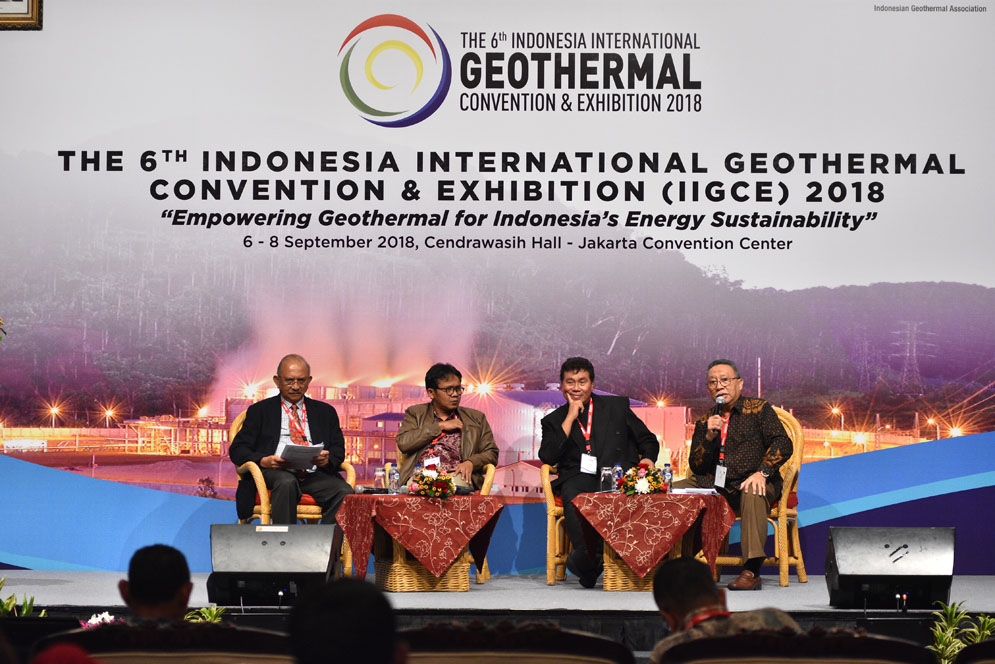 Indonesian Geothermal Association
THE 6th INDONESIA INTERNATIONAL
GEOTHERMAL
CONVENTION & EXHIBITION 2018
THE 6TH INDONESIA INTERNATIONAL GEOTHERMAL
CONVENTION & EXHIBITION (IIGCE) 2018
“Empowering Geothermal for Indonesia’s Energy Sustainability”
6 - 8 September 2018, Cendrawasih Hall - Jakarta Convention Center